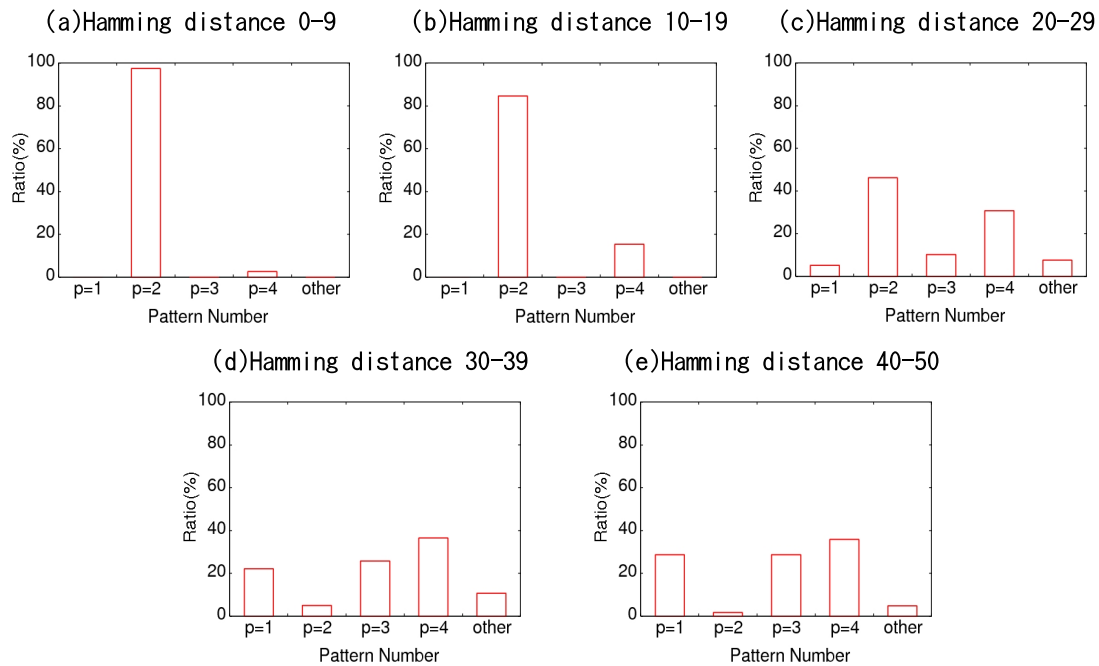 (a)Hamming distance 0-9
100
80
60
40
20
0
Ratio(%)
p=1 p=2 p=3 p=4 other
Pattern Number
(b)Hamming distance 10-19
100
80
60
40
20
0
Ratio(%)
p=1 p=2 p=3 p=4 other
Pattern Number
(c)Hamming distance 20-29
100
80
60
40
20
0
Ratio(%)
p=1 p=2 p=3 p=4 other
Pattern Number
(d)Hamming distance 30-39
100
80
60
40
20
0
Ratio(%)
p=1 p=2 p=3 p=4 other
Pattern Number
(e)Hamming distance 40-50
100
80
60
40
20
0
Ratio(%)
p=1 p=2 p=3 p=4 other
Pattern Number